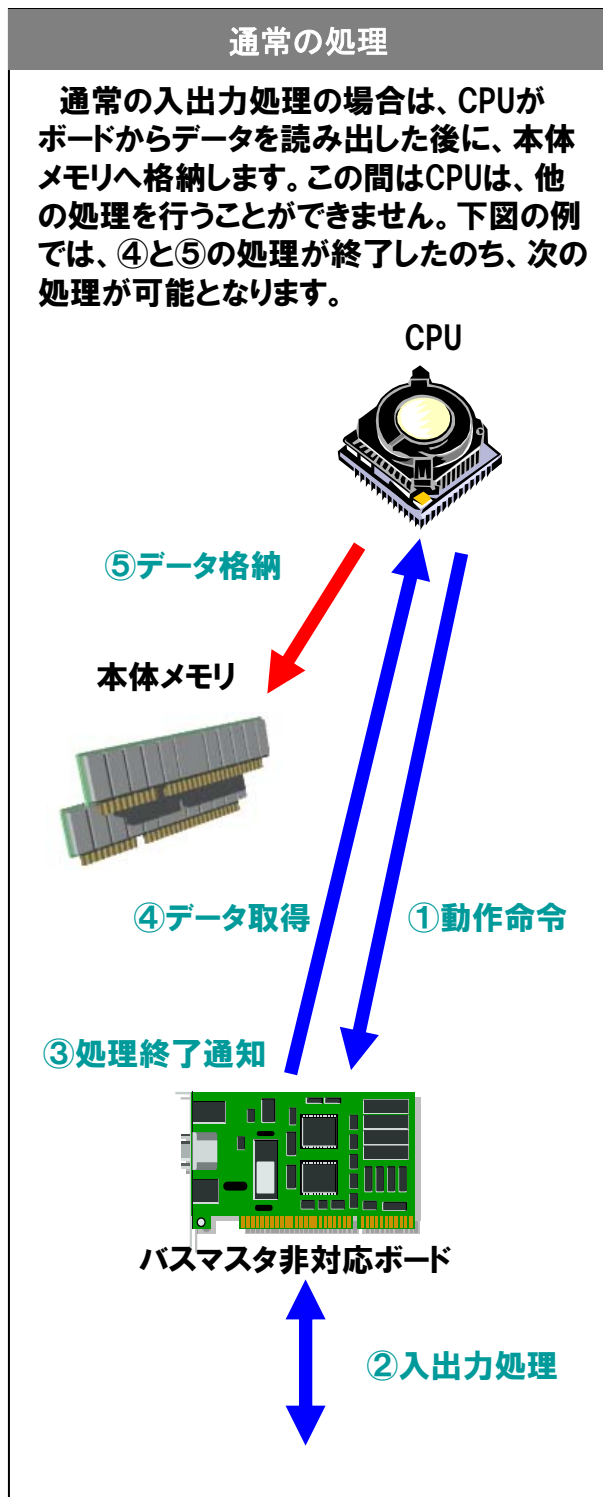 通常の処理
通常の入出力処理の場合は、CPUが
ボードからデータを読み出した後に、本体
メモリへ格納します。この間はCPUは、他
の処理を行うことができません。下図の例
では、④と⑤の処理が終了したのち、次の
処理が可能となります。
CPU
⑤データ格納
本体メモリ
④データ取得
①動作命令
③処理終了通知
バスマスタ非対応ボード
②入出力処理